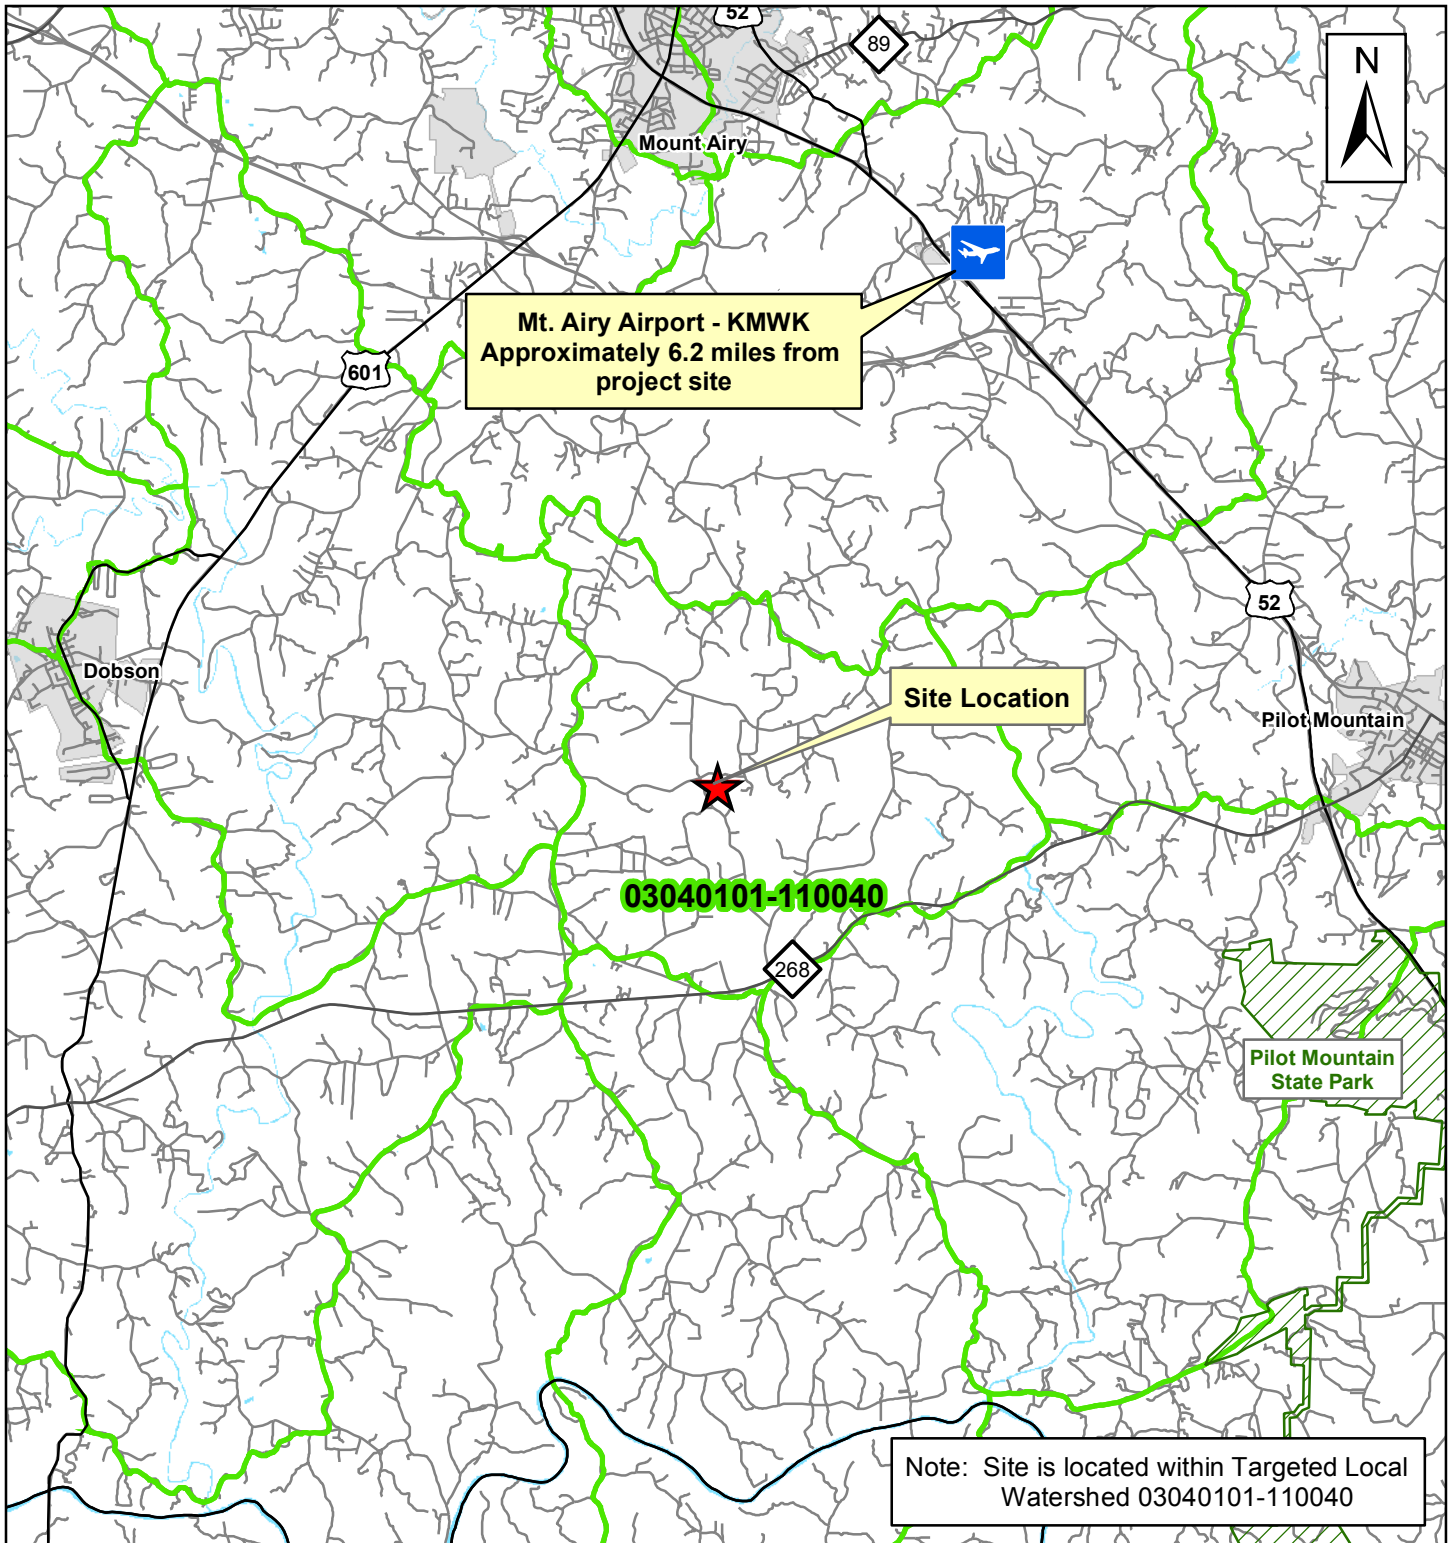 52
89
N
Mount Airy
Mt. Airy Airport - KMWK
Approximately 6.2 miles from
project site
601
52
Dobson
Site Location
Pilot Mountain
03040101-110040
268
Pilot Mountain
State Park
Note: Site is located within Targeted Local
Watershed 03040101-110040